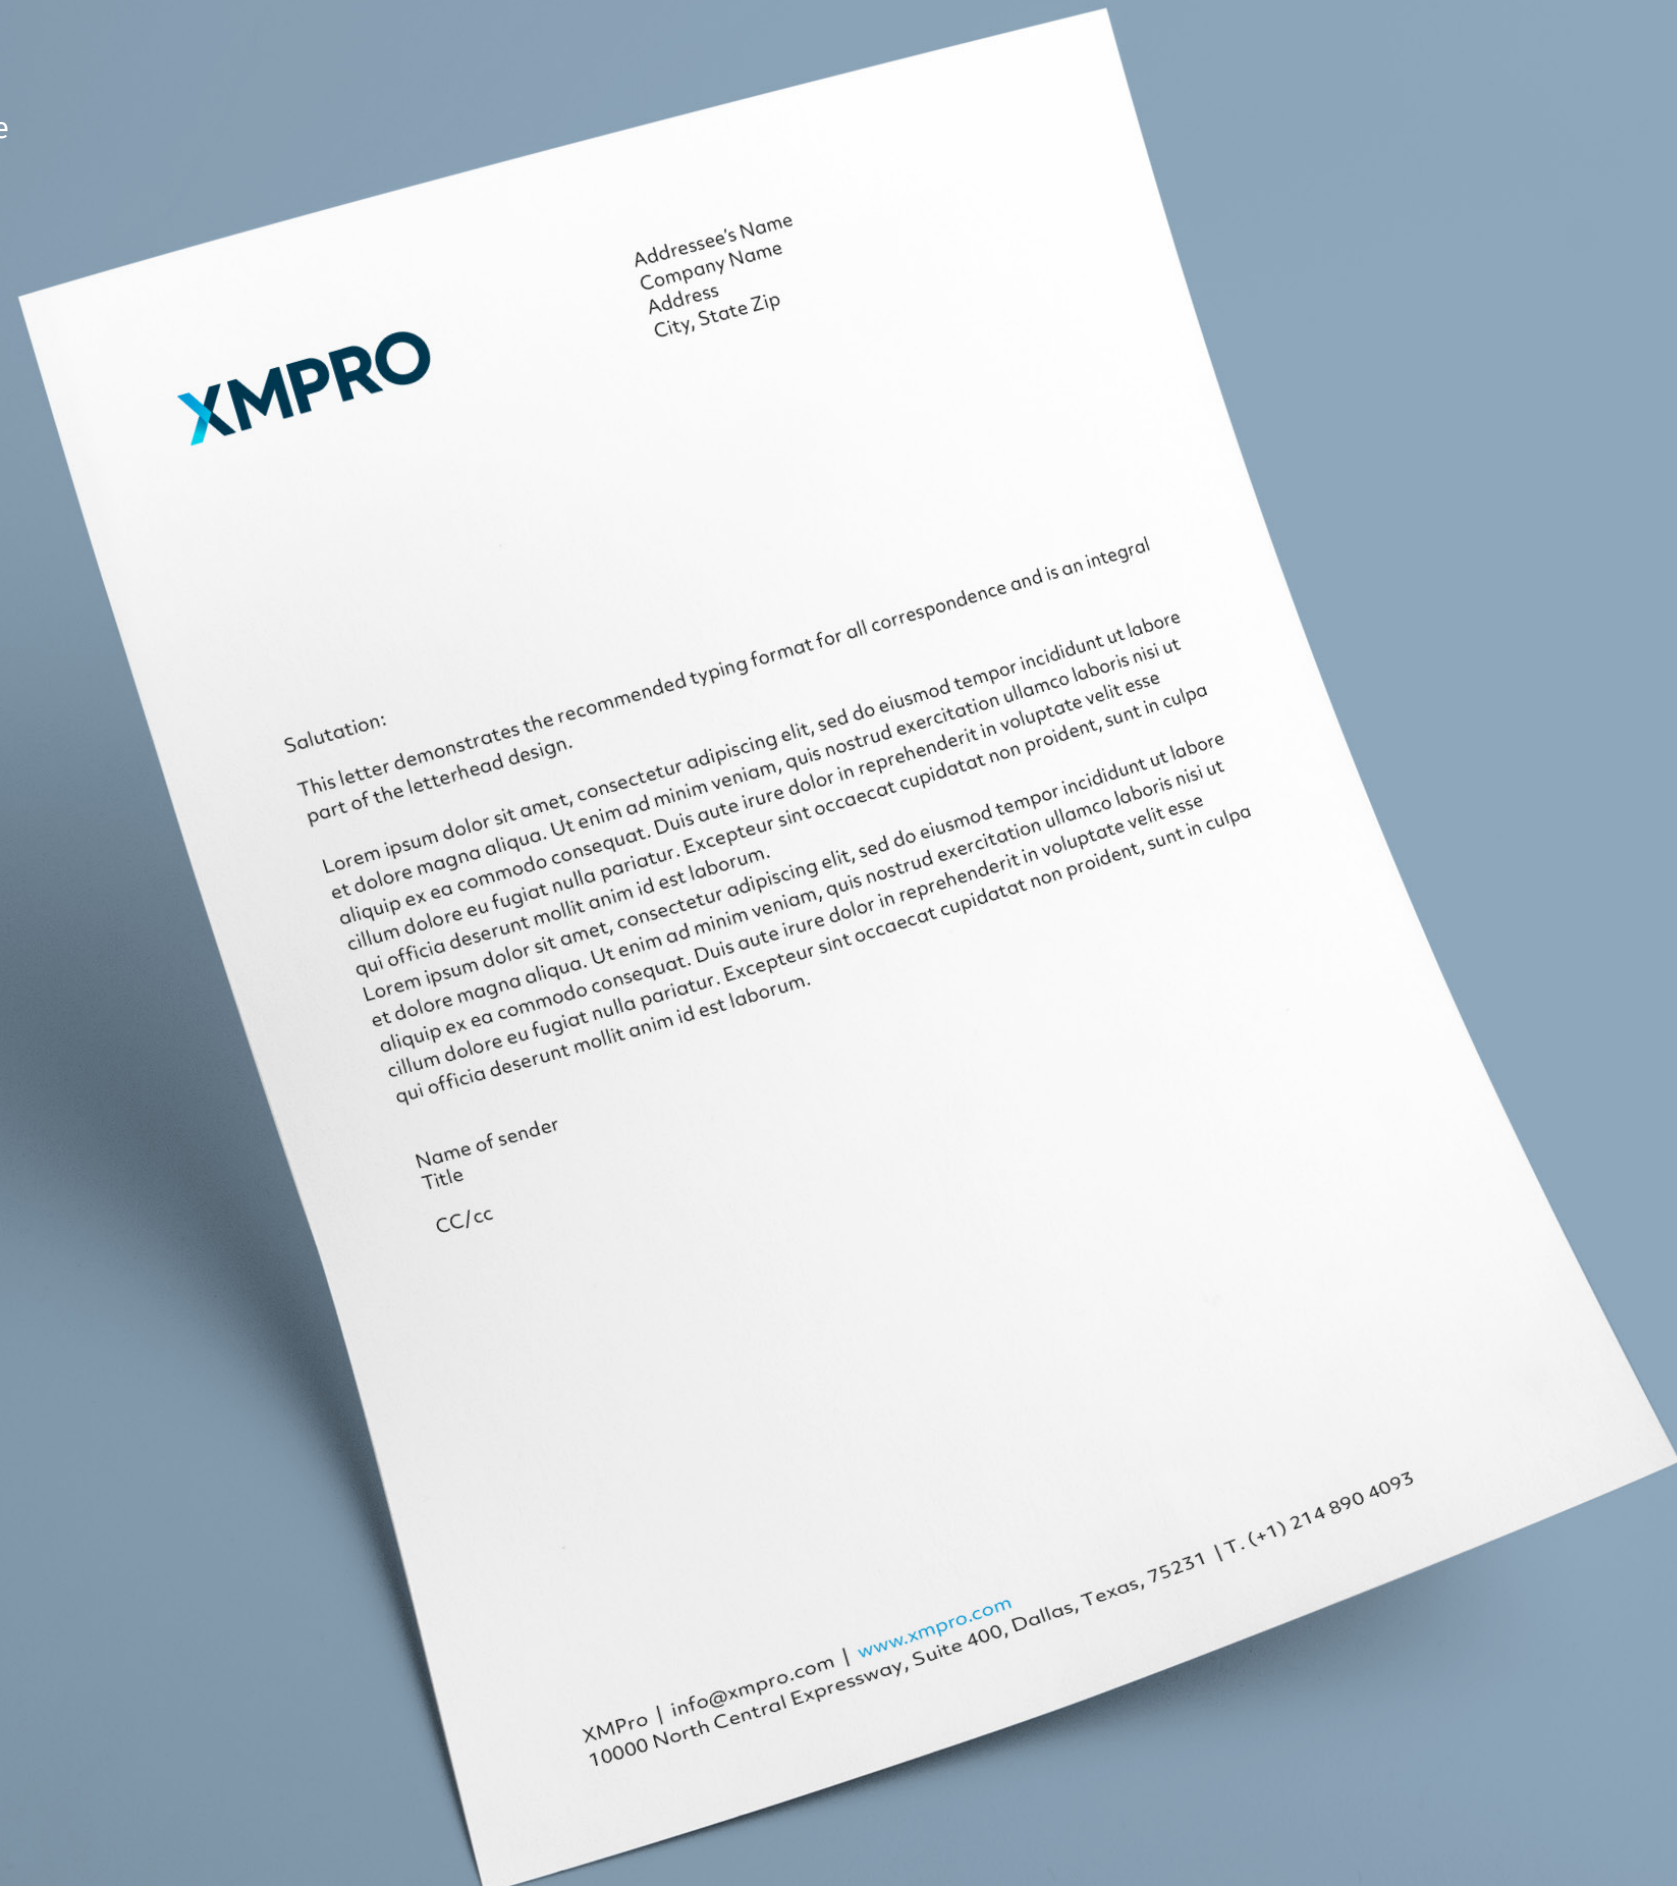 e
XMPRO
Addressee's Name
Company Name
Address
City, State Zip
Salutation:
This letter demonstrates the recommended typing format for all correspondence and is an integral
part of the letterhead design.
Lorem ipsum dolor sit amet, consectetur adipiscing elit, sed do eiusmod tempor incididunt ut labore
et dolore magna aliqua. Ut enim ad minim veniam, quis nostrud exercitation ullamco laboris nisi ut
aliquip ex ea commodo consequat. Duis aute irure dolor in reprehenderit in voluptate velit esse
cillum dolore eu fugiat nulla pariatur. Excepteur sint occaecat cupidatat non proident, sunt in culpa
qui officia deserunt mollit anim id est laborum.
Lorem ipsum dolor sit amet, consectetur adipiscing elit, sed do eiusmod tempor incididunt ut labore
et dolore magna aliqua. Ut enim ad minim veniam, quis nostrud exercitation ullamco laboris nisi ut
aliquip ex ea commodo consequat. Duis aute irure dolor in reprehenderit in voluptate velit esse
cillum dolore eu fugiat nulla pariatur. Excepteur sint occaecat cupidatat non proident, sunt in culpa
qui officia deserunt mollit anim id est laborum.
Name of sender
Title
CC/cc
XMPro | info@xmpro.com | www.xmpro.com
10000 North Central Expressway, Suite 400, Dallas, Texas, 75231 | T. (+1) 214 890 4093